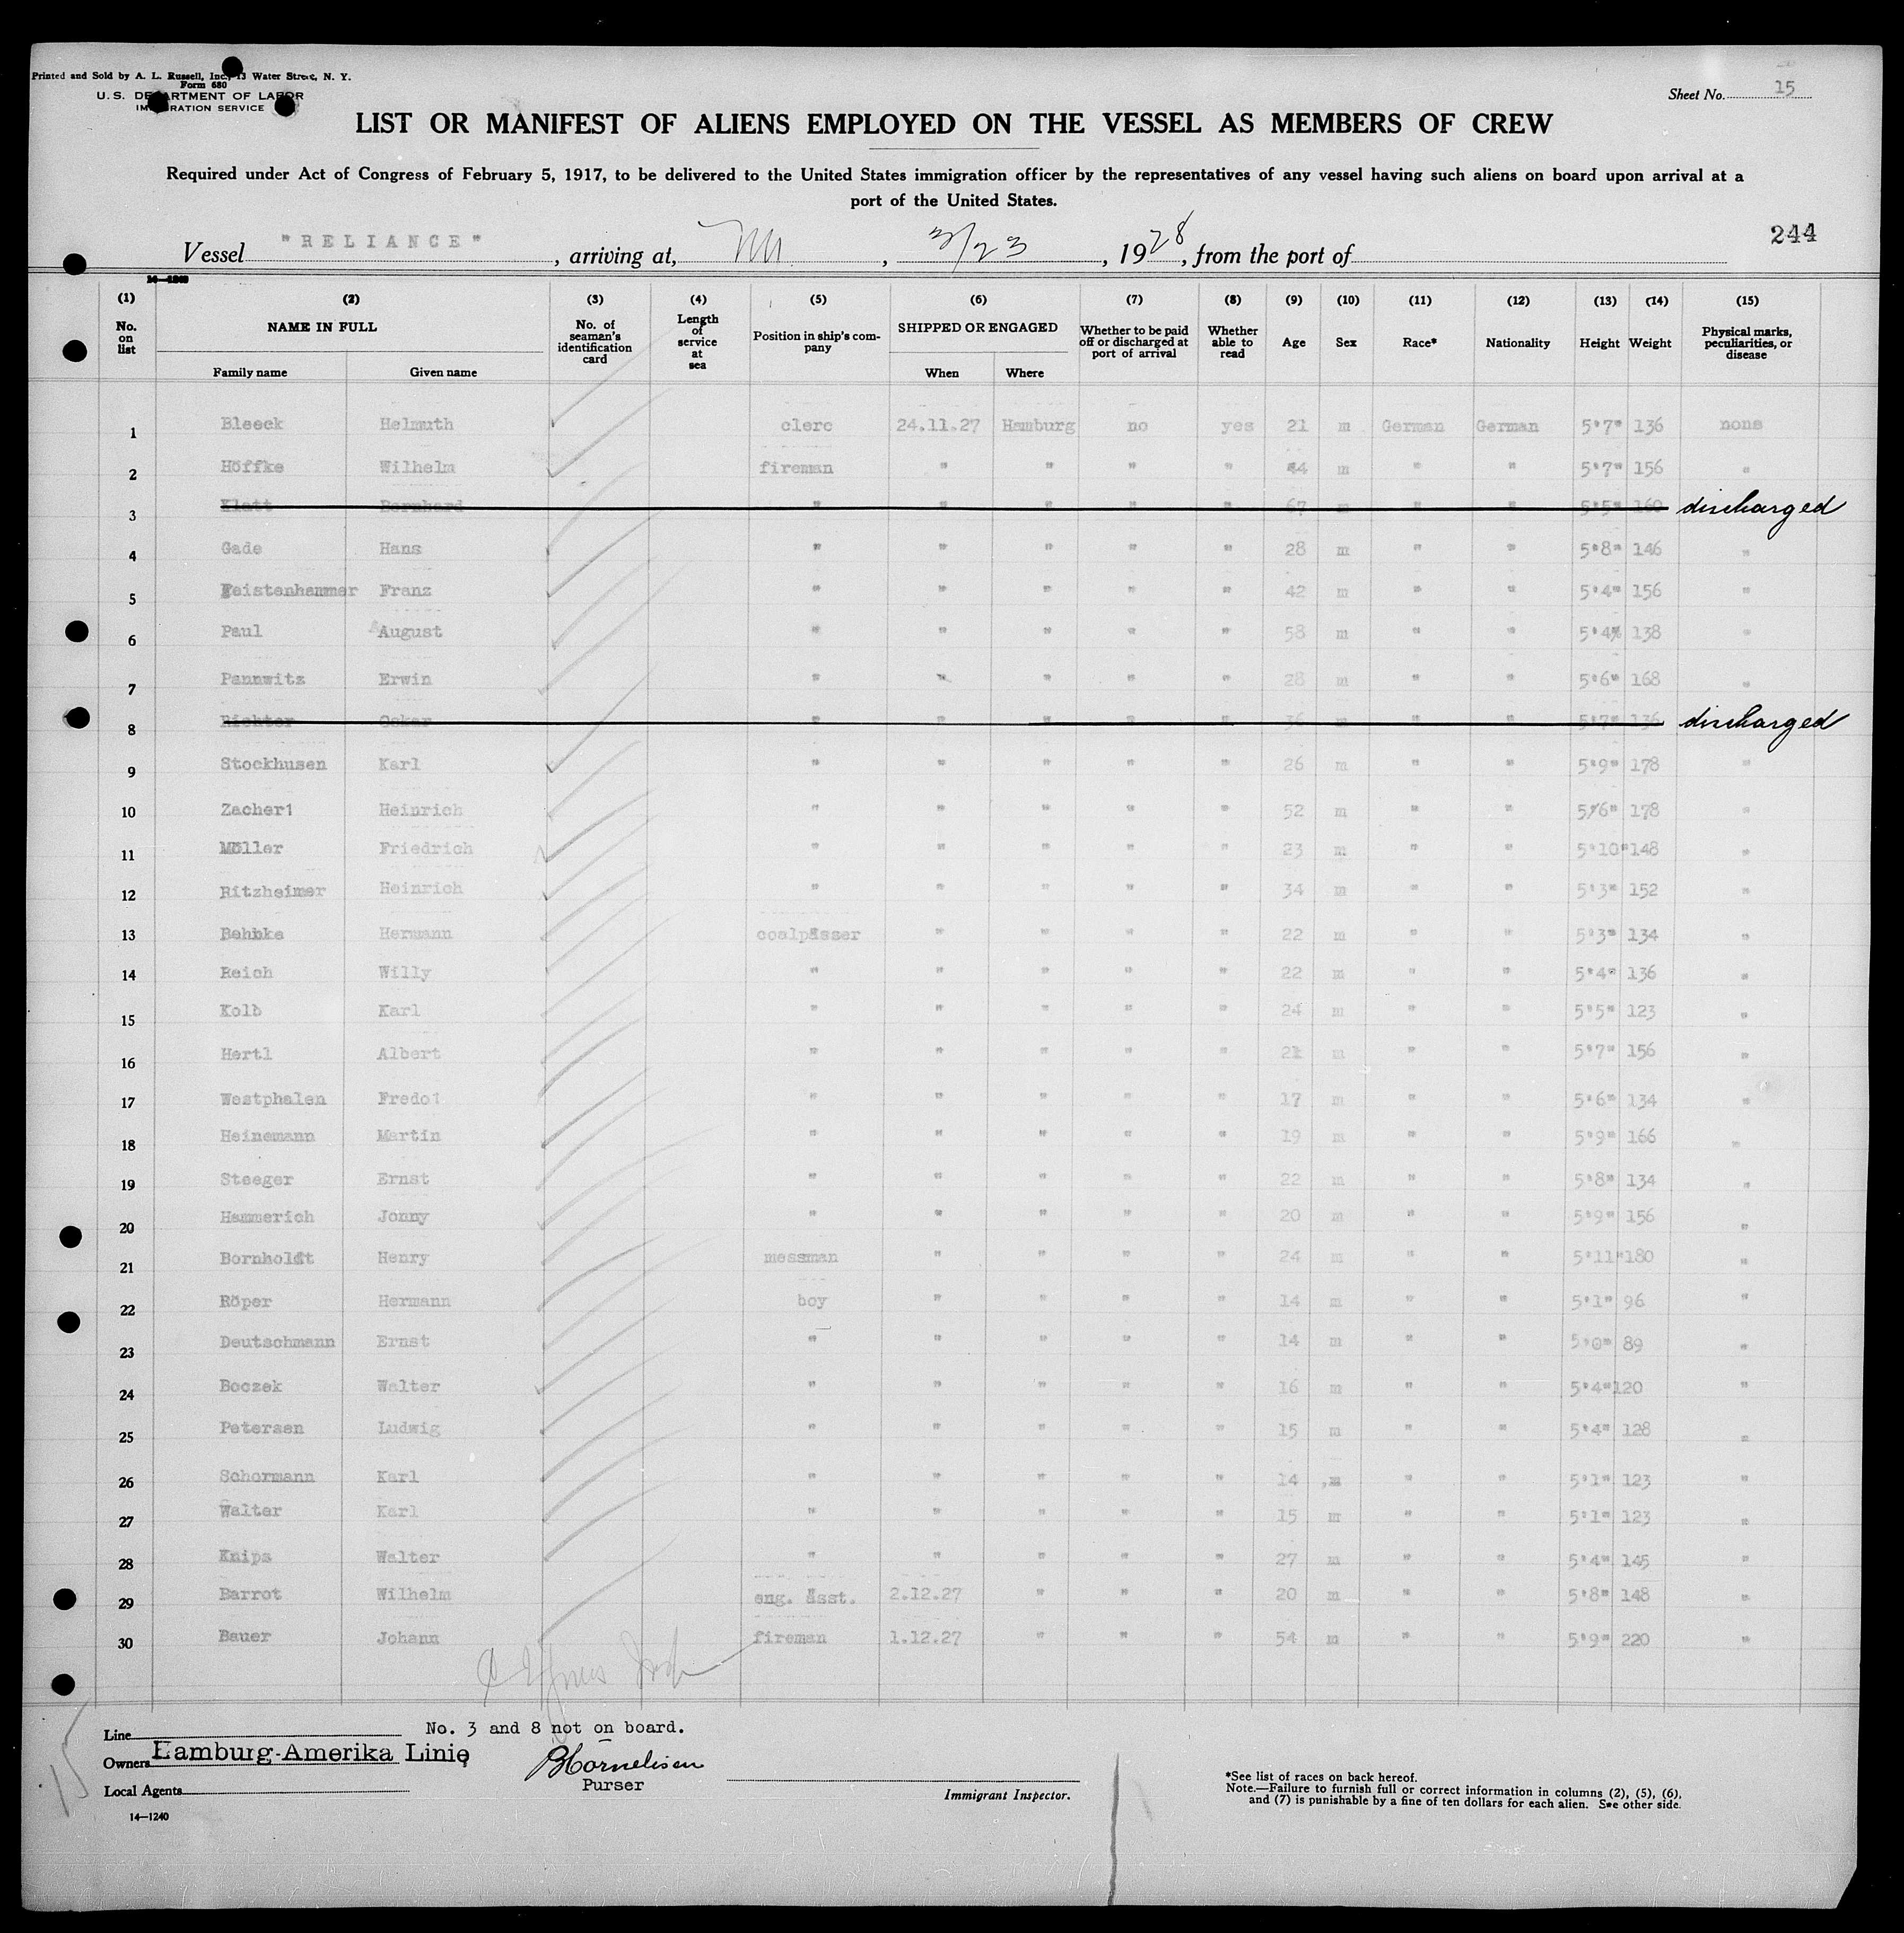 Printed and Sold by A. L. Russell, Inc., 13 Water Street, N. Y.
Form 680
U. S. DEPARTMENT OF LABOR
IMMIGRATION SERVICE
Sheet No. 15
LIST OR MANIFEST OF ALIENS EMPLOYED ON THE VESSEL AS MEMBERS OF CREW
Required under Act of Congress of February 5, 1917, to be delivered to the United States immigration officer by the representatives of any vessel having such aliens on board upon arrival at a
port of the United States.
244
Vessel "RELIANCE", arriving at, , 3/23, 1928, from the port of
(1) (2) (3) (4) (5) (6) (7) (8) (9) (10) (11) (12) (13) (14) (15)
No. on list NAME IN FULL Family name Given name No. of seaman's identification card Length of service at sea Position in ship's company SHIPPED OR ENGAGED When Where Whether to be paid off or discharged at port of arrival Whether able to read Age Sex Race* Nationality Height Weight Physical marks, peculiarities, or disease
1 Bleeck Helmuth clerc 24.11.27 Hamburg no yes 21 m German German 5'7" 136 none
2 Höffke Wilhelm fireman " " " " 44 m " " 5'7" 156 "
3 Klatt Bernhard " " " " " 67 m " " 5'5" 160 discharged
4 Gade Hans " " " " " 28 m " " 5'8" 146 "
5 Feistenhammer Franz " " " " " 42 m " " 5'4" 156 "
6 Paul August " " " " " 58 m " " 5'4" 138 "
7 Pannwitz Erwin " " " " " 28 m " " 5'6" 168 "
8 Richter Oskar " " " " " 36 m " " 5'7" 136 discharged
9 Stockhusen Karl " " " " " 26 m " " 5'9" 178 "
10 Zacherl Heinrich " " " " " 52 m " " 5'6" 178 "
11 Möller Friedrich " " " " " 23 m " " 5'10" 148 "
12 Ritzheimer Heinrich " " " " " 34 m " " 5'3" 152 "
13 Behnke Hermann coalpasser " " " " 22 m " " 5'3" 134 "
14 Reich Willy " " " " " 22 m " " 5'4" 136 "
15 Kolb Karl " " " " " 24 m " " 5'5" 123 "
16 Hertl Albert " " " " " 21 m " " 5'7" 156 "
17 Westphalen Fredo1 " " " " " 17 m " " 5'6" 134 "
18 Heinemann Martin " " " " " 19 m " " 5'9" 166 "
19 Steeger Ernst " " " " " 22 m " " 5'8" 134 "
20 Hammerich Jonny " " " " " 20 m " " 5'9" 156 "
21 Bornholdt Henry messman " " " " 24 m " " 5'11" 180 "
22 Röper Hermann boy " " " " 14 m " " 5'1" 96 "
23 Deutschmann Ernst " " " " " 14 m " " 5'0" 89 "
24 Boczek Walter " " " " " 16 m " " 5'4" 120 "
25 Petersen Ludwig " " " " " 15 m " " 5'4" 128 "
26 Schormann Karl " " " " " 14 m " " 5'1" 123 "
27 Walter Karl " " " " " 15 m " " 5'1" 123 "
28 Knips Walter " " " " " 27 m " " 5'4" 145 "
29 Barrot Wilhelm eng. asst. 2.12.27 " " " 20 m " " 5'8" 148 "
30 Bauer Johann fireman 1.12.27 " " " 54 m " " 5'9" 220 "
Line No. 3 and 8 not on board.
Owners Hamburg-Amerika Linie
Local Agents
Purser
Immigrant Inspector.
14—1240
*See list of races on back hereof.
Note.—Failure to furnish full or correct information in columns (2), (5), (6),
and (7) is punishable by a fine of ten dollars for each alien. See other side.
15